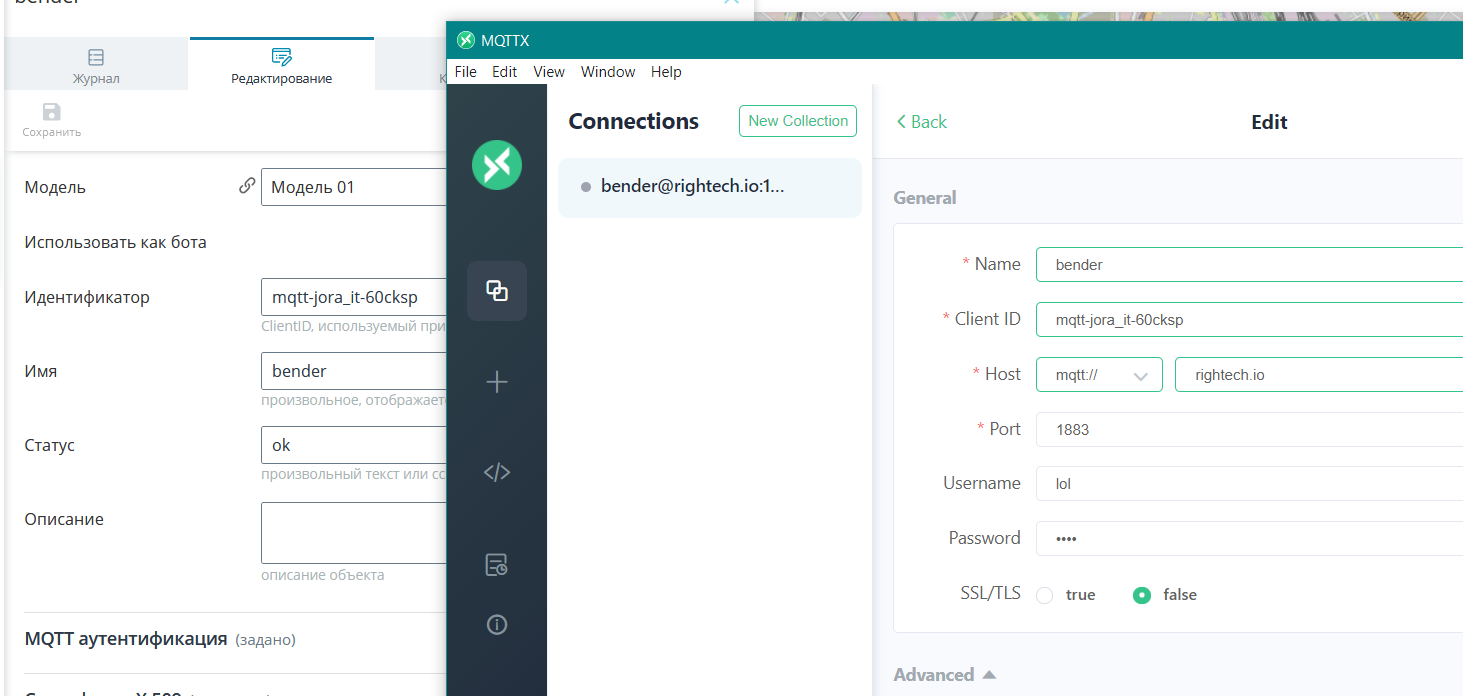 bender
Журнал
Редактирование
Сохранить
Модель
Модель 01
Использовать как бота
Идентификатор
mqtt-jora_it-60cksp
ClientID, используемый при
Имя
bender
произвольное, отображает
Статус
ok
произвольный текст или сс
Описание
описание объекта
MQTT аутентификация (задано)
MQTTX
File Edit View Window Help
Connections
New Collection
bender@rightech.io:1...
Back
Edit
General
* Name
bender
* Client ID
mqtt-jora_it-60cksp
* Host
mqtt://
rightech.io
* Port
1883
Username
lol
Password
••••
SSL/TLS
true
false
Advanced